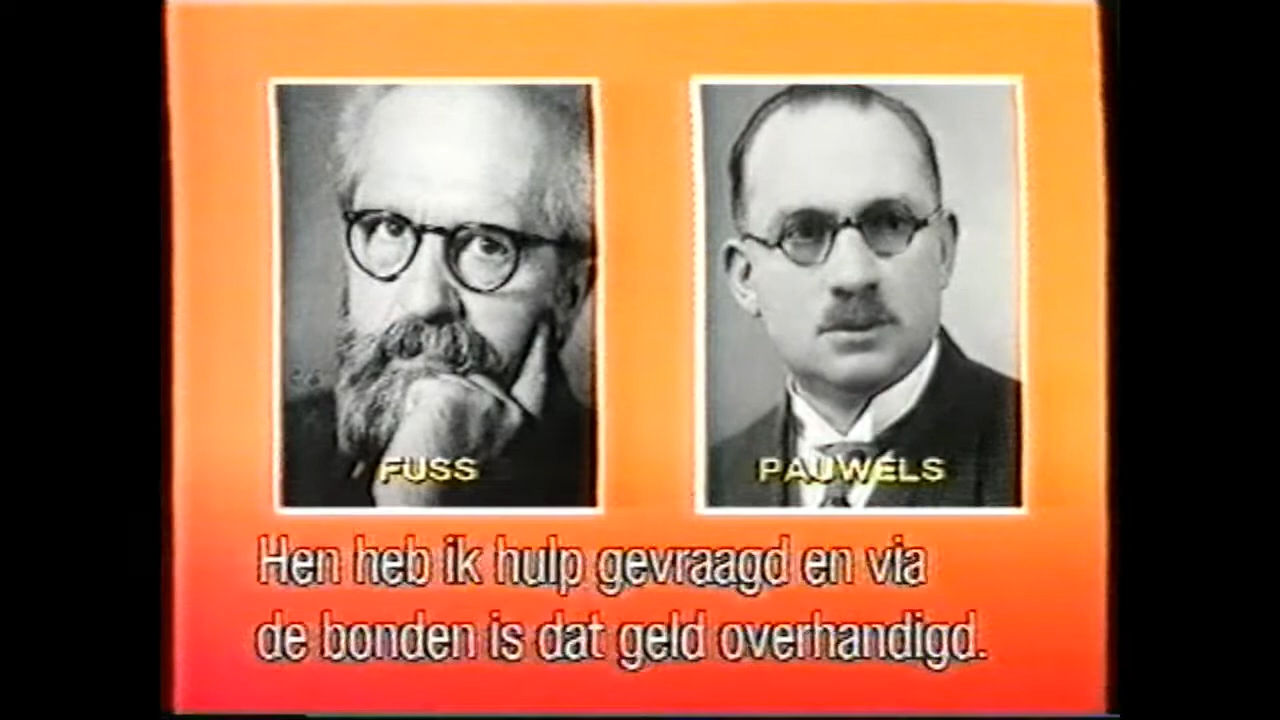 FUSS
PAUWELS
Hen heb ik hulp gevraagd en via
de bonden is dat geld overhandigd.